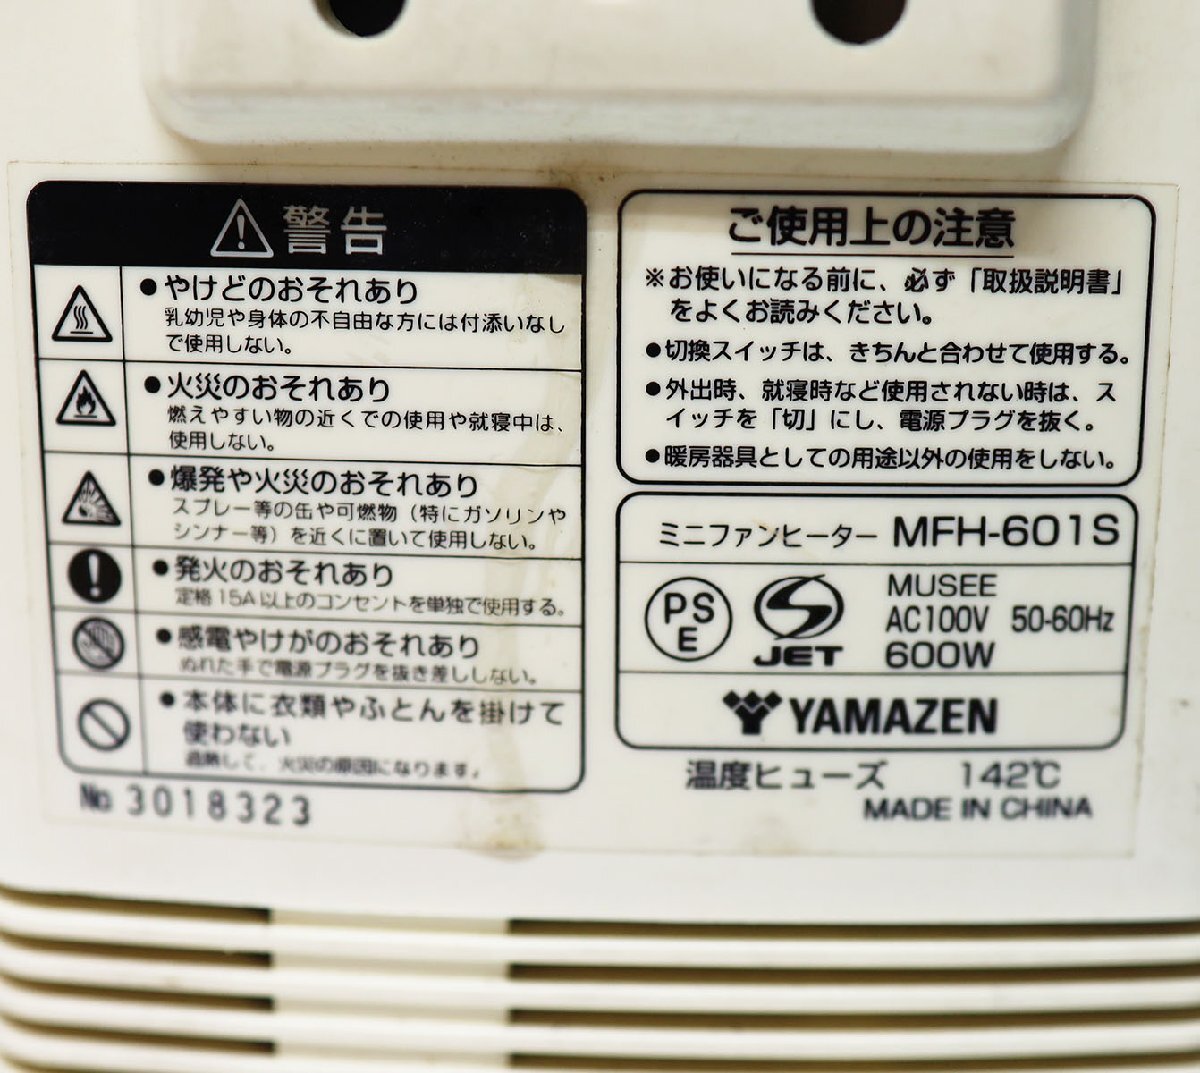 警告
●やけどのおそれあり
乳幼児や身体の不自由な方には付添いなし
で使用しない。
●火災のおそれあり
燃えやすい物の近くでの使用や就寝中は、
使用しない。
●爆発や火災のおそれあり
スプレー等の缶や可燃物（特にガソリンや
シンナー等）を近くに置いて使用しない。
●発火のおそれあり
定格15A以上のコンセントを単独で使用する。
●感電やけがのおそれあり
ぬれた手で電源プラグを抜き差ししない。
●本体に衣類やふとんを掛けて
使わない
過熱して、火災の原因になります。
No 3018323
ご使用上の注意
※お使いになる前に、必ず「取扱説明書」
をよくお読みください。
●切換スイッチは、きちんと合わせて使用する。
●外出時、就寝時など使用されない時は、ス
イッチを「切」にし、電源プラグを抜く。
●暖房器具としての用途以外の使用をしない。
ミニファンヒーター MFH-601S
PS
E
JET
MUSEE
AC100V 50-60Hz
600W
YAMAZEN
温度ヒューズ 142℃
MADE IN CHINA